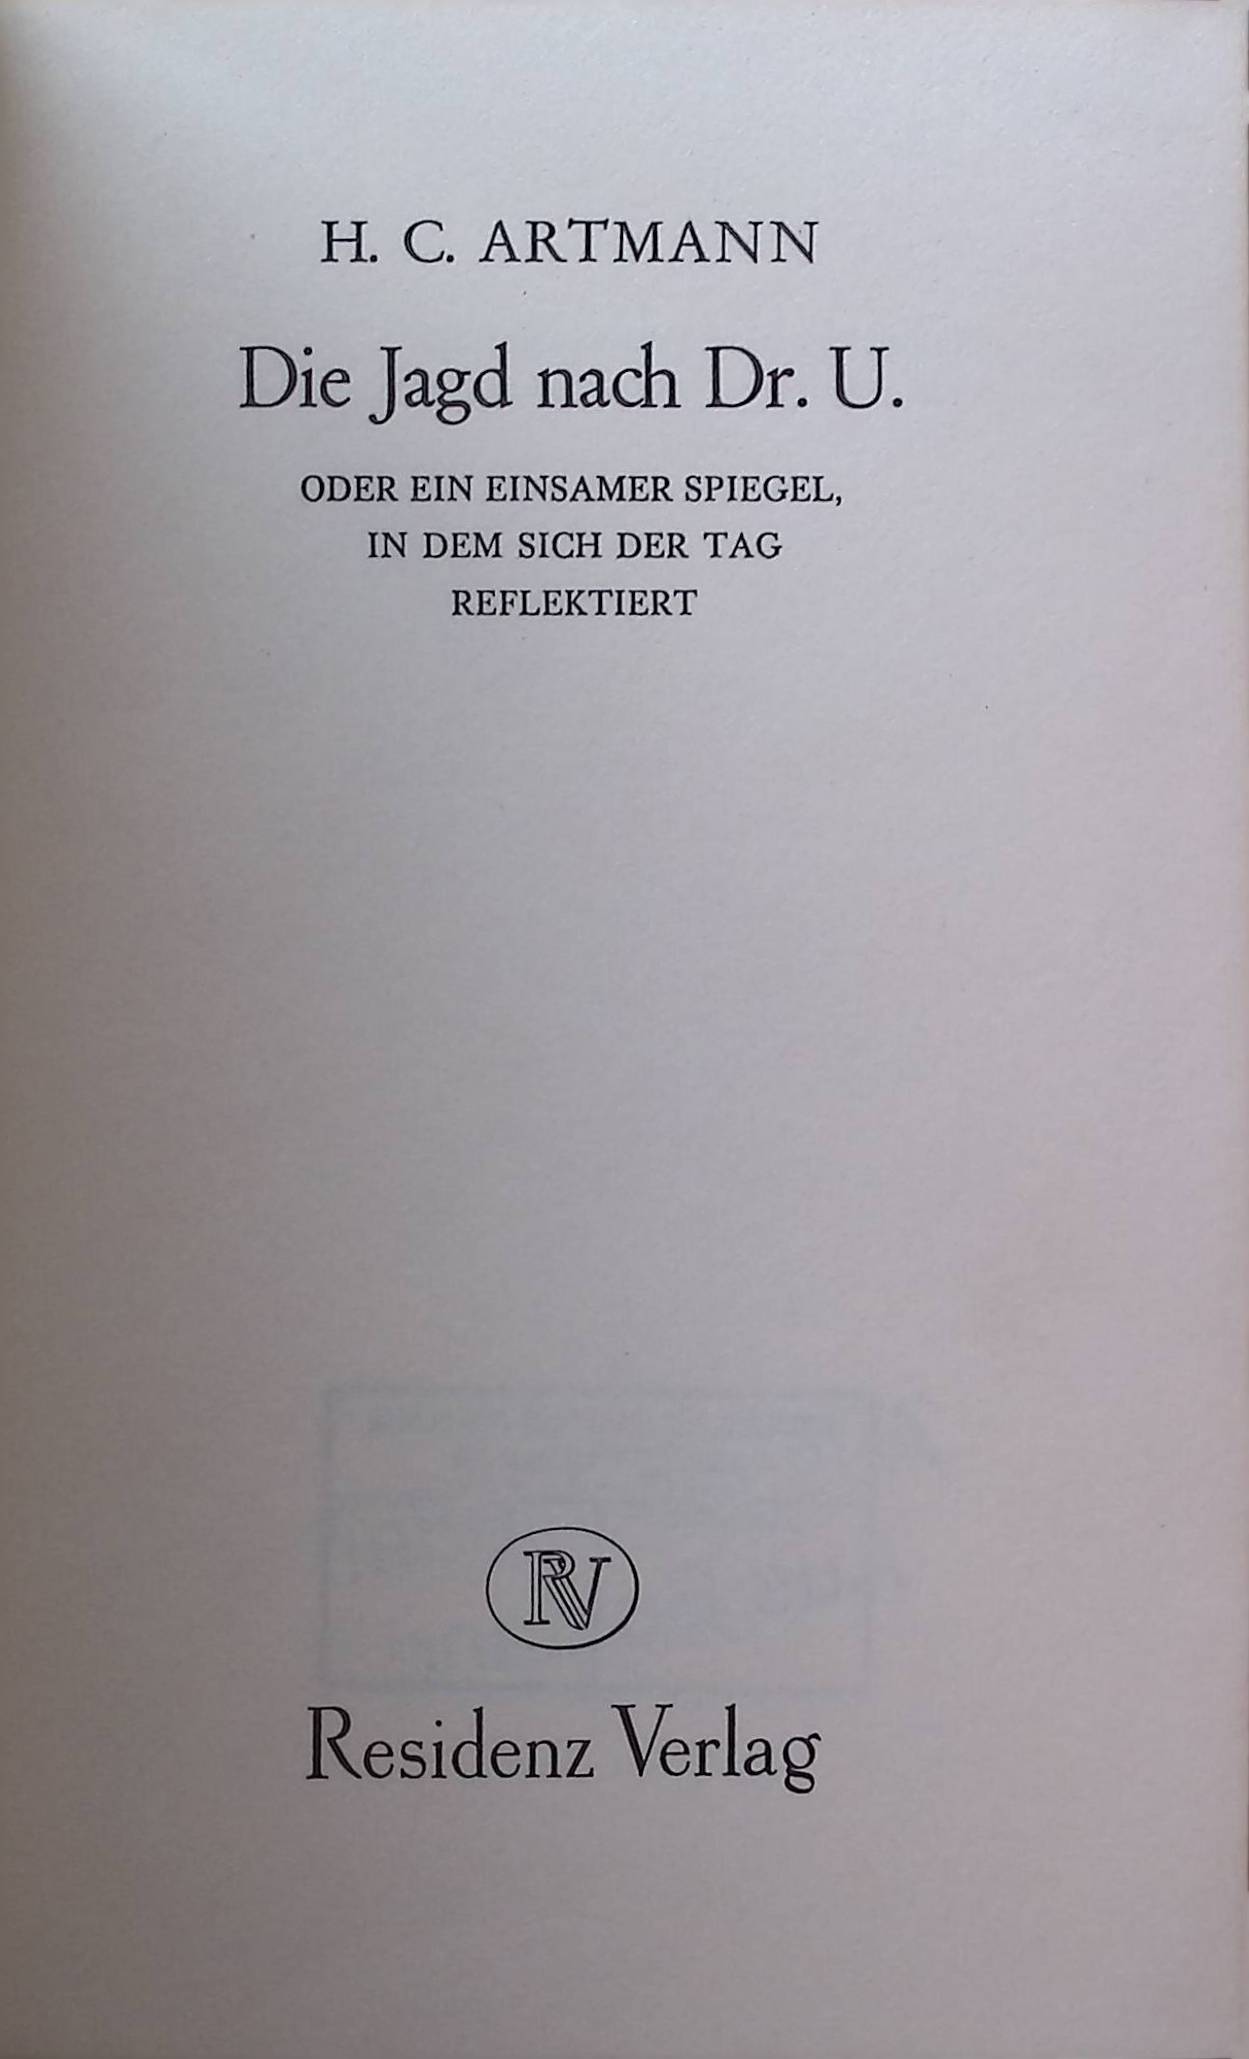 H. C. ARTMANN
Die Jagd nach Dr. U.
ODER EIN EINSAMER SPIEGEL,
IN DEM SICH DER TAG
REFLEKTIERT
RV
Residenz Verlag